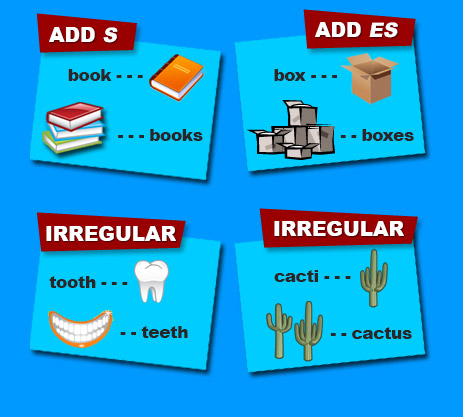 ADD S
book - - -
- - - books
ADD ES
box - - -
- - boxes
IRREGULAR
tooth - - -
- - teeth
IRREGULAR
cacti - - -
- - cactus